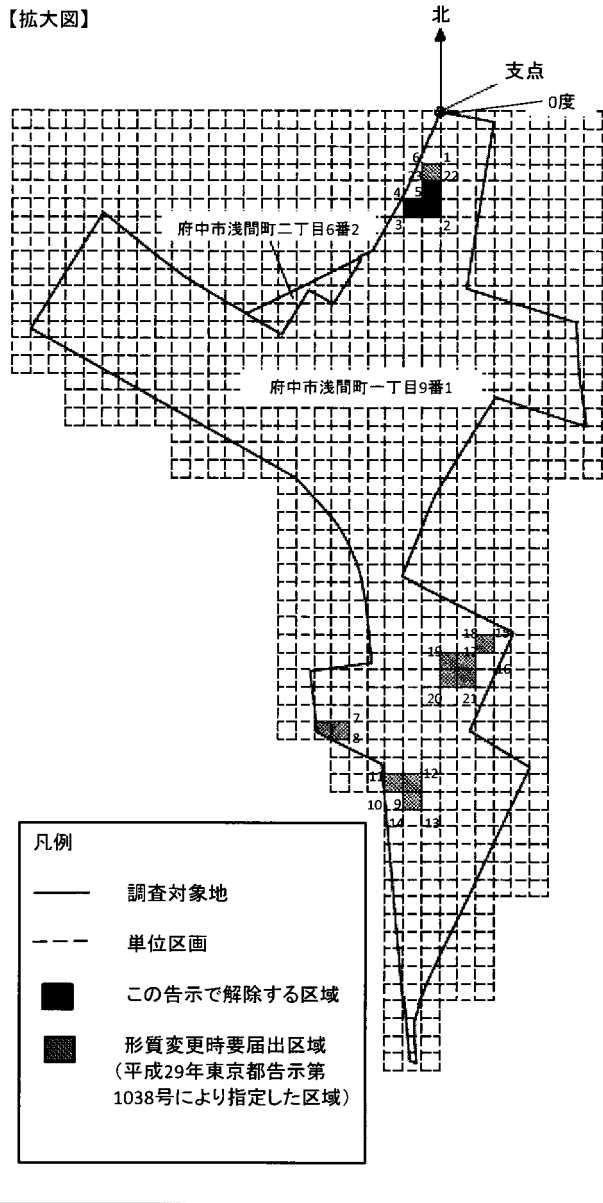 【拡大図】
北
支点
0度
6 1
23 22
4 5
3 2
府中市浅間町二丁目6番2
府中市浅間町一丁目9番1
18 15
19 17
16
20 21
7
8
11 12
10 9
14 13
凡例
調査対象地
単位区画
この告示で解除する区域
形質変更時要届出区域
(平成29年東京都告示第
1038号により指定した区域)